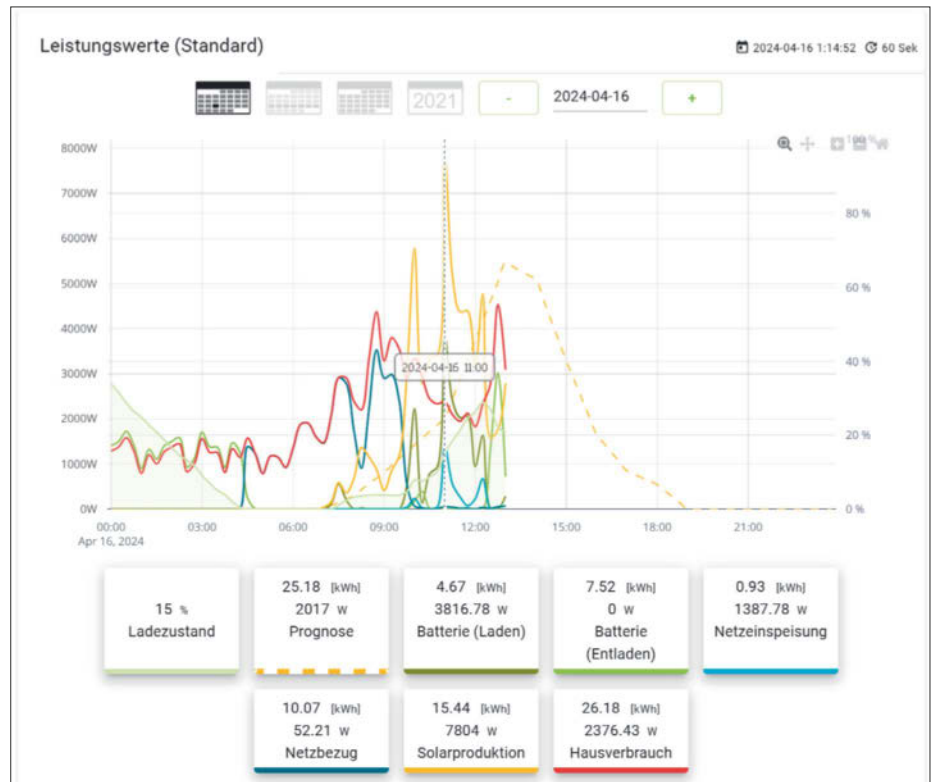 Leistungswerte (Standard)
2024-04-16 1:14:52 60 Sek
2021 - 2024-04-16 +
8000W
7000W
6000W
5000W
4000W
3000W
2000W
1000W
0W
100 %
80 %
60 %
40 %
20 %
0 %
2024-04-16 11:00
00:00 03:00 06:00 09:00 12:00 15:00 18:00 21:00
Apr 16, 2024
15 %
Ladezustand
25.18 [kWh]
2017 W
Prognose
4.67 [kWh]
3816.78 W
Batterie (Laden)
7.52 [kWh]
0 W
Batterie
(Entladen)
0.93 [kWh]
1387.78 W
Netzeinspeisung
10.07 [kWh]
52.21 W
Netzbezug
15.44 [kWh]
7804 W
Solarproduktion
26.18 [kWh]
2376.43 W
Hausverbrauch